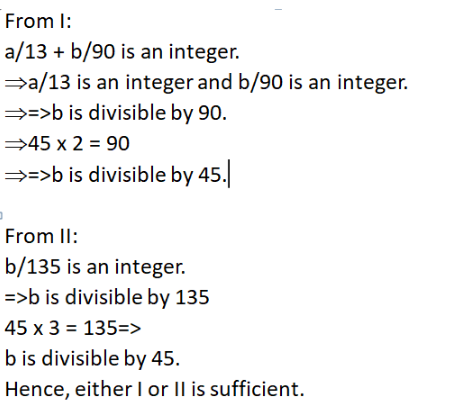 From I:
a/13 + b/90 is an integer.
⇒a/13 is an integer and b/90 is an integer.
⇒=>b is divisible by 90.
⇒45 x 2 = 90
⇒=>b is divisible by 45.
From II:
b/135 is an integer.
=>b is divisible by 135
45 x 3 = 135=>
b is divisible by 45.
Hence, either I or II is sufficient.